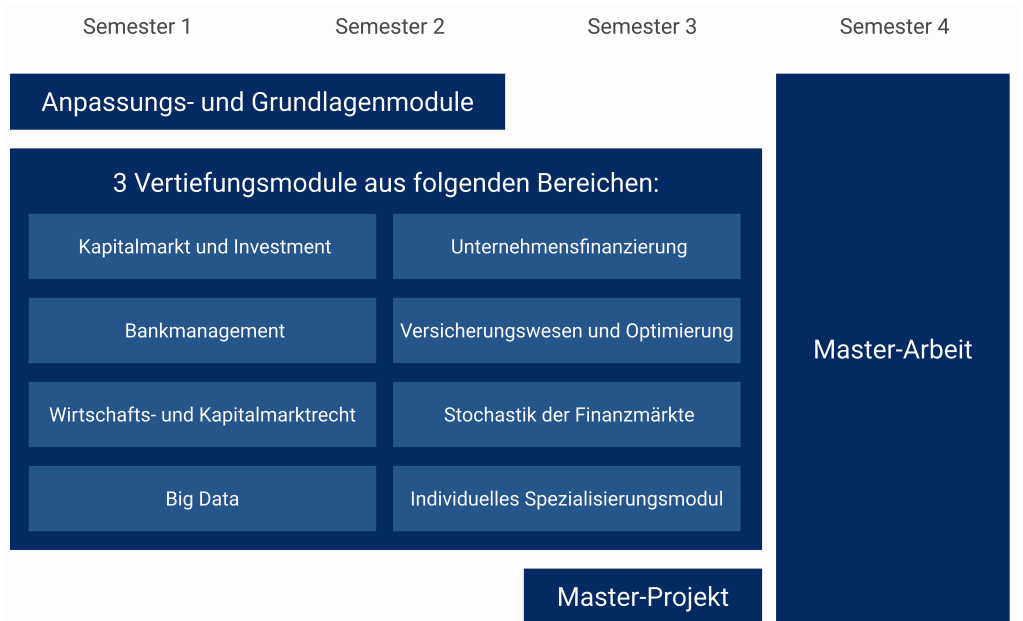 Semester 1 Semester 2 Semester 3 Semester 4
Anpassungs- und Grundlagenmodule
3 Vertiefungsmodule aus folgenden Bereichen:
Kapitalmarkt und Investment
Unternehmensfinanzierung
Bankmanagement
Versicherungswesen und Optimierung
Wirtschafts- und Kapitalmarktrecht
Stochastik der Finanzmärkte
Big Data
Individuelles Spezialisierungsmodul
Master-Projekt
Master-Arbeit